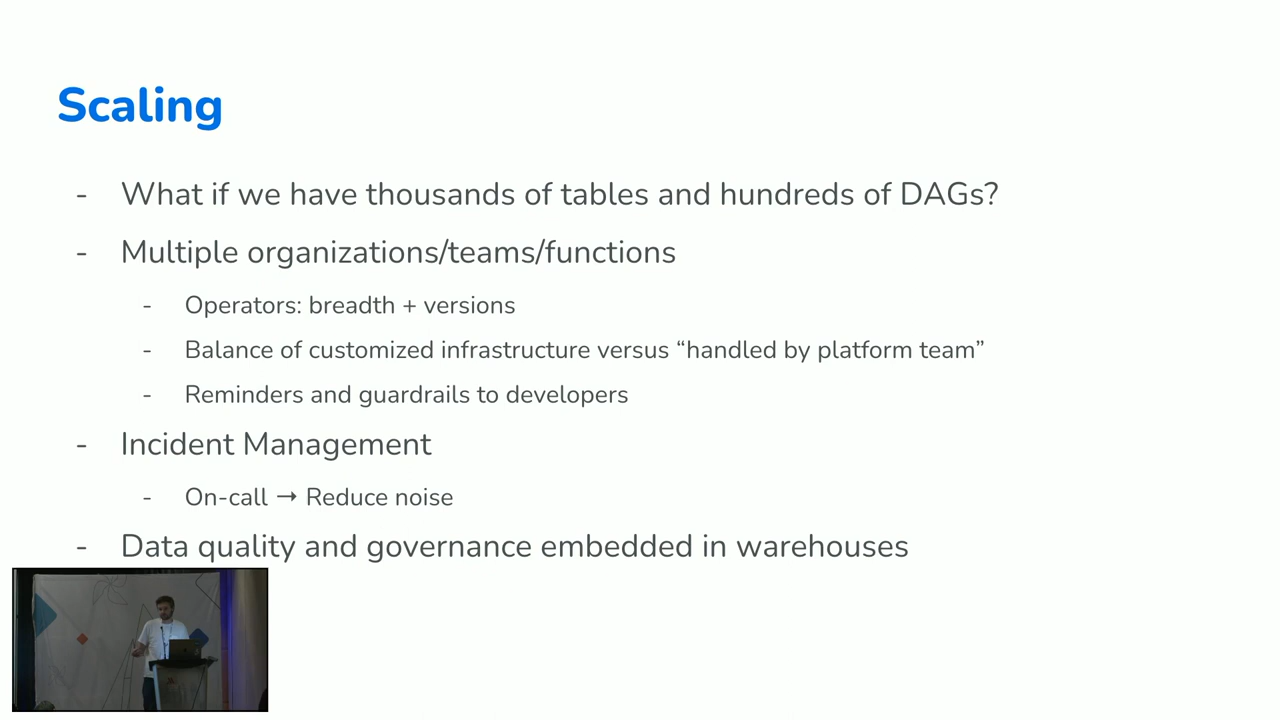 Scaling
- What if we have thousands of tables and hundreds of DAGs?
- Multiple organizations/teams/functions
- Operators: breadth + versions
- Balance of customized infrastructure versus “handled by platform team”
- Reminders and guardrails to developers
- Incident Management
- On-call → Reduce noise
- Data quality and governance embedded in warehouses